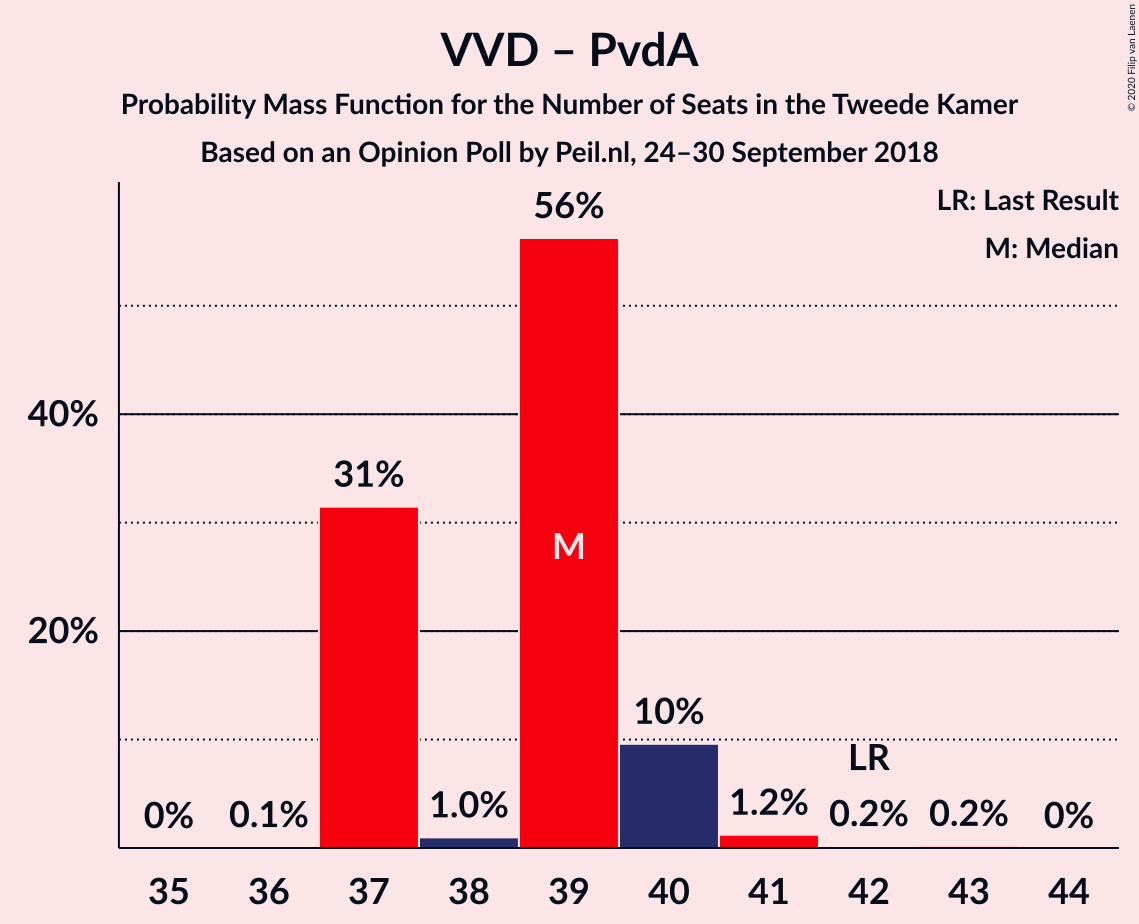 © 2020 Filip van Laenen
VVD – PvdA
Probability Mass Function for the Number of Seats in the Tweede Kamer
Based on an Opinion Poll by Peil.nl, 24–30 September 2018
LR: Last Result
M: Median
56%
40%
31%
M
20%
10%
LR
0% 0.1% 1.0% 1.2% 0.2% 0.2% 0%
35 36 37 38 39 40 41 42 43 44